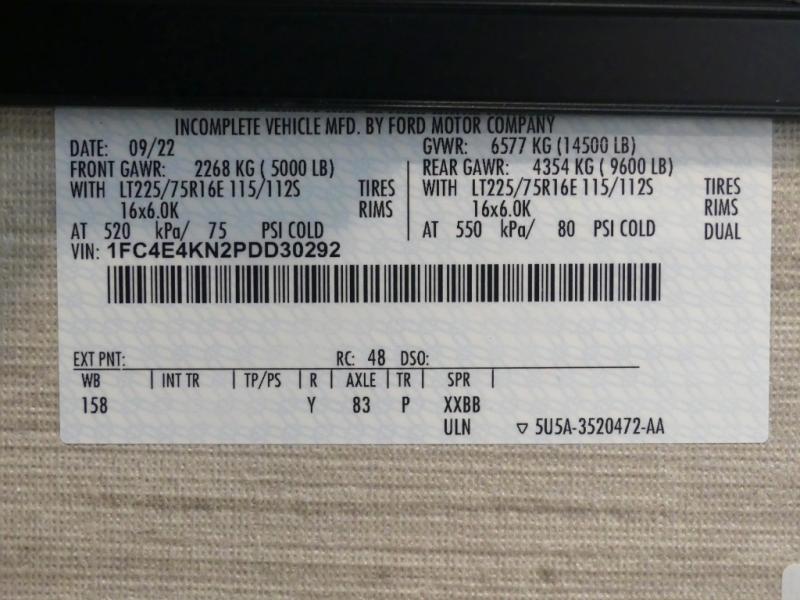 INCOMPLETE VEHICLE MFD. BY FORD MOTOR COMPANY
DATE: 09/22 GVWR: 6577 KG (14500 LB)
FRONT GAWR: 2268 KG ( 5000 LB) REAR GAWR: 4354 KG ( 9600 LB)
WITH LT225/75R16E 115/112S TIRES WITH LT225/75R16E 115/112S TIRES
16x6.0K RIMS 16x6.0K RIMS
AT 520 kPa/ 75 PSI COLD AT 550 kPa/ 80 PSI COLD DUAL
VIN: 1FC4E4KN2PDD30292
EXT PNT: RC: 48 DSO:
WB | INT TR | TP/PS | R | AXLE | TR | SPR |
158 Y 83 P XXBB
ULN ▽ 5U5A-3520472-AA